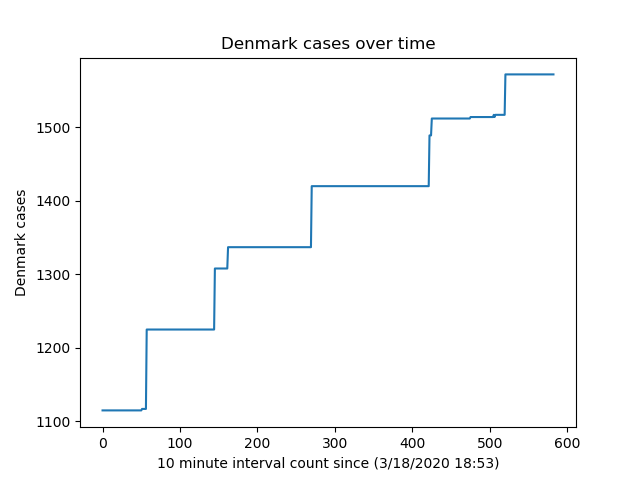 Denmark cases over time
1500
1400
1300
1200
1100
Denmark cases
0 100 200 300 400 500 600
10 minute interval count since (3/18/2020 18:53)